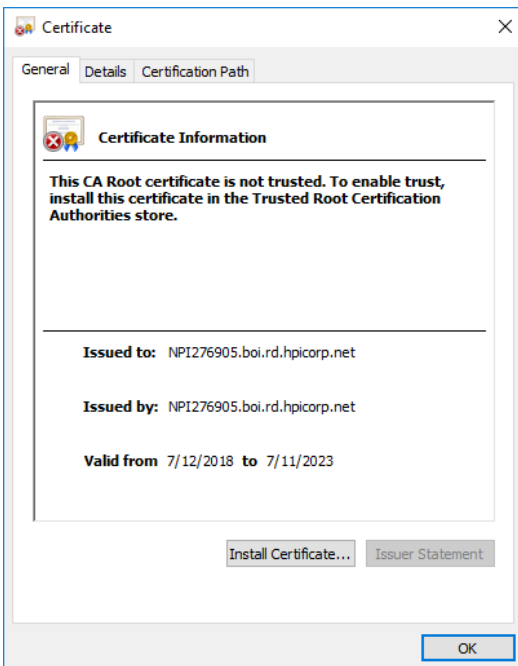 Certificate
General Details Certification Path
Certificate Information
This CA Root certificate is not trusted. To enable trust,
install this certificate in the Trusted Root Certification
Authorities store.
Issued to: NPI276905.boi.rd.hpicorp.net
Issued by: NPI276905.boi.rd.hpicorp.net
Valid from 7/12/2018 to 7/11/2023
Install Certificate... Issuer Statement
OK